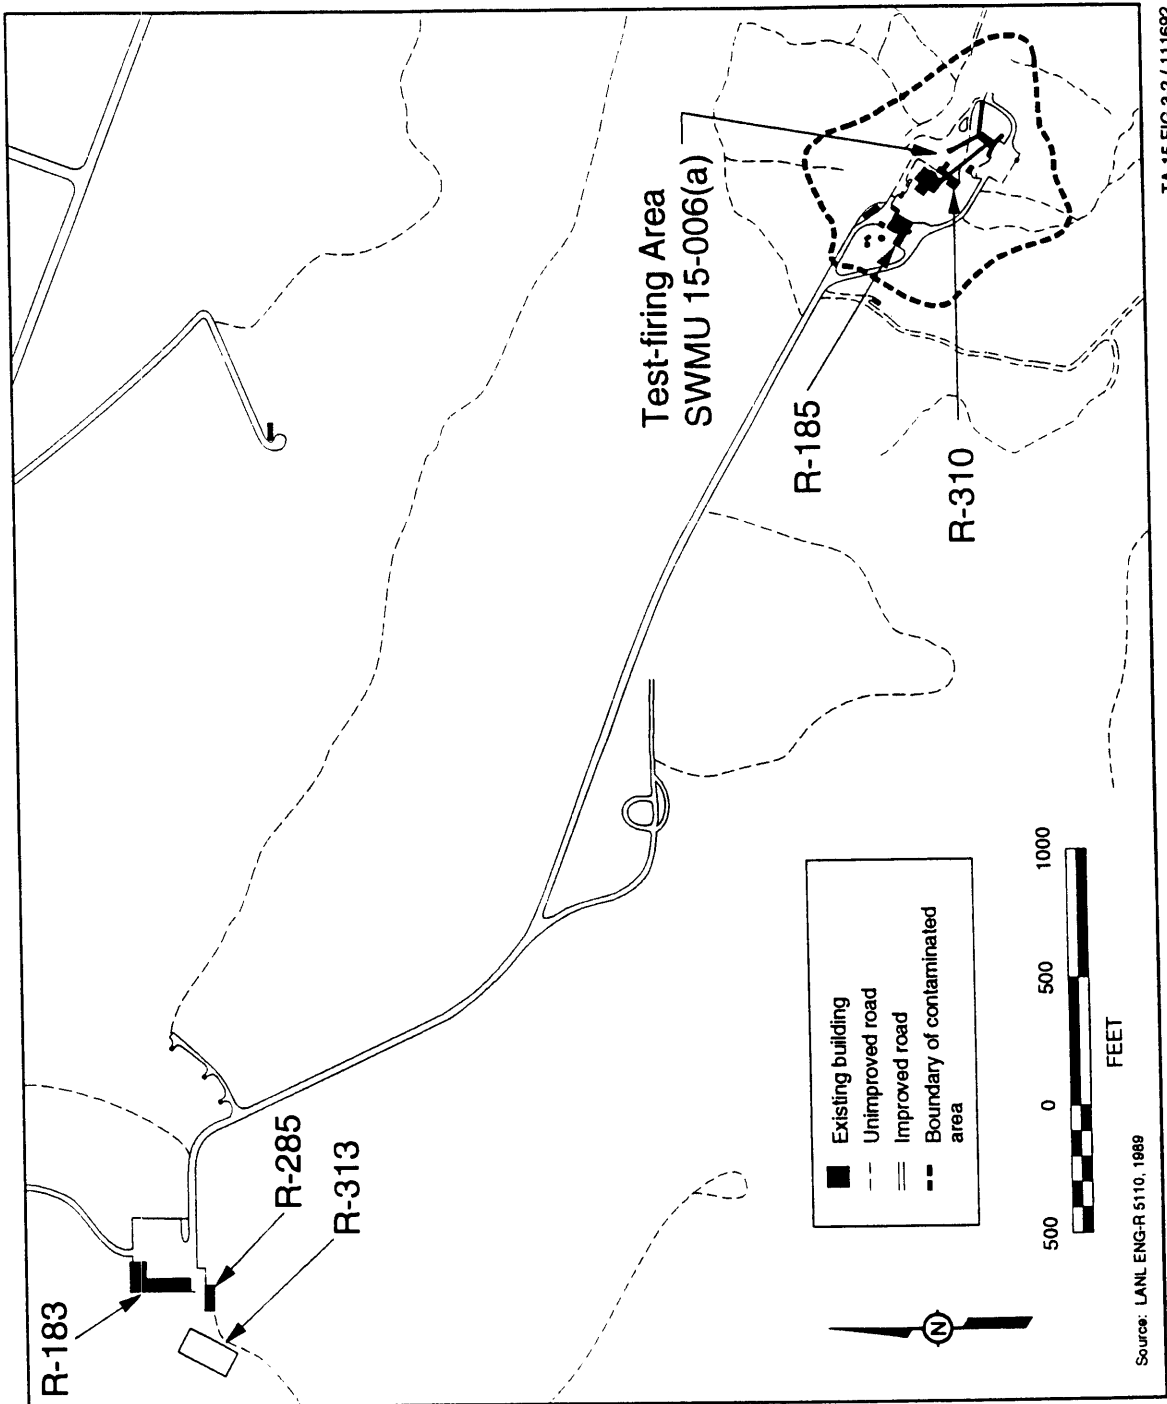 R-183
R-285
R-313
Test-firing Area
SWMU 15-006(a)
R-185
R-310
Existing building
Unimproved road
Improved road
Boundary of contaminated
area
500
0
500
1000
FEET
N
Source: LANL ENG-R 5110, 1989